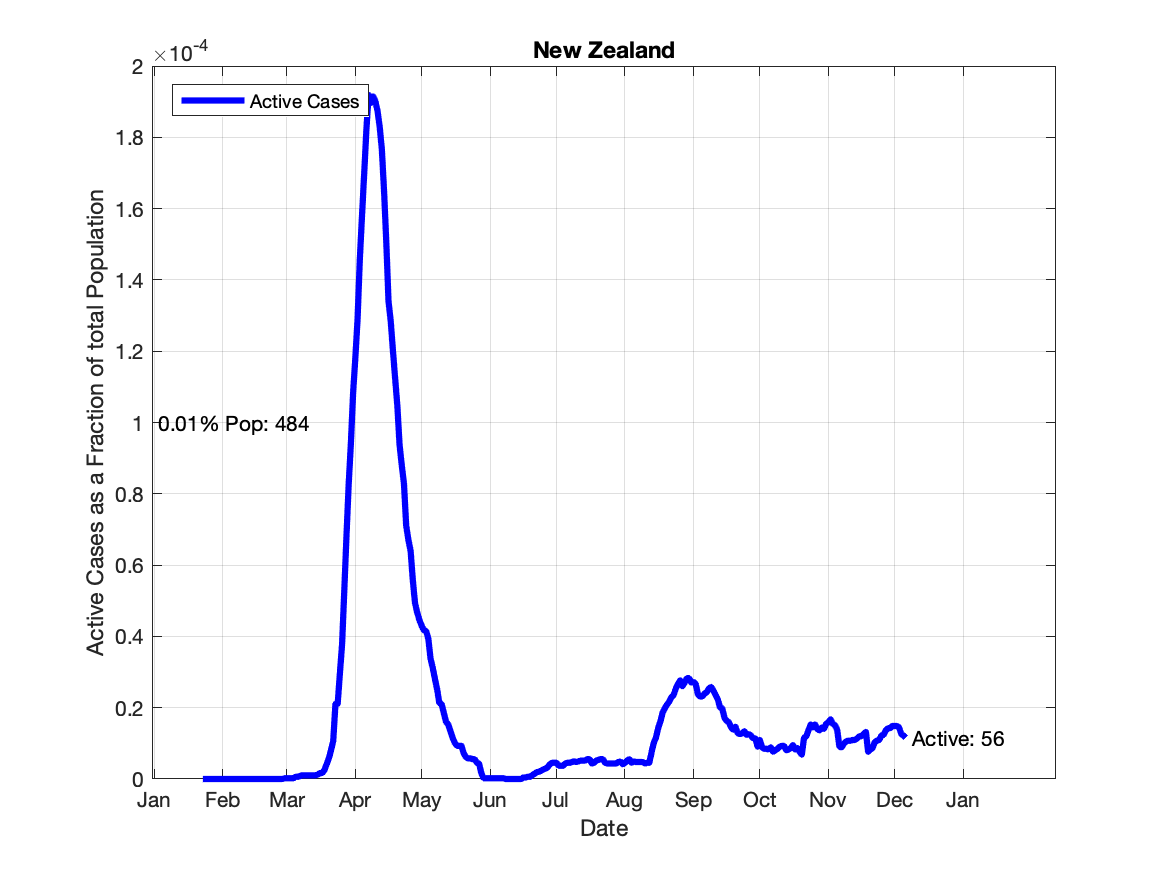 New Zealand
×10⁻⁴
2
1.8
1.6
1.4
1.2
1
0.8
0.6
0.4
0.2
0
Active Cases as a Fraction of total Population
Active Cases
0.01% Pop: 484
Active: 56
Jan Feb Mar Apr May Jun Jul Aug Sep Oct Nov Dec Jan
Date